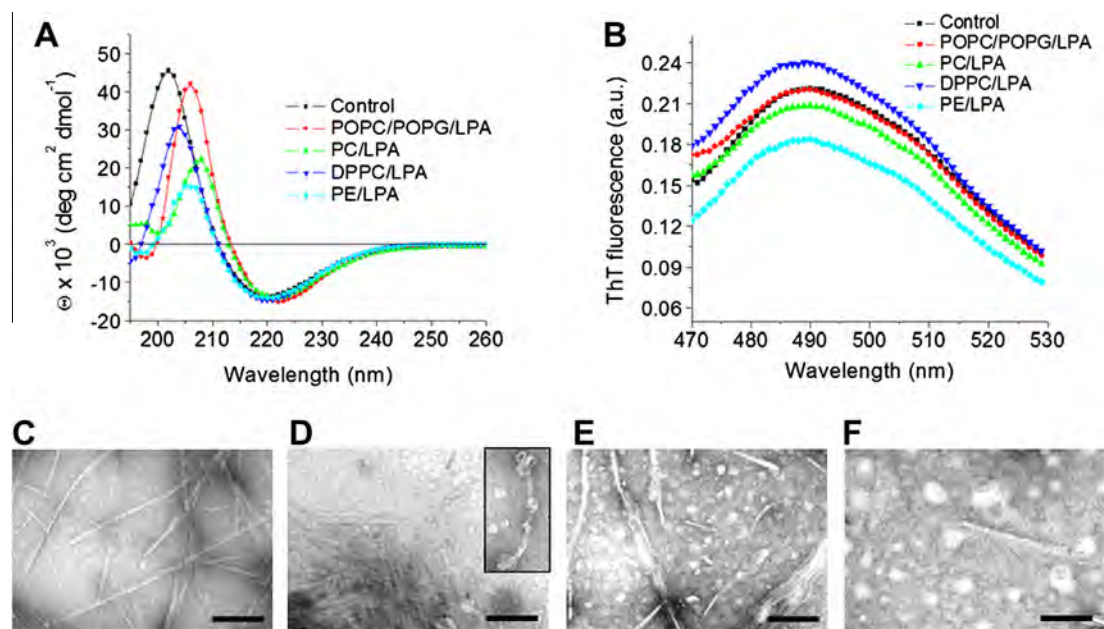 A
50
40
30
20
10
0
-10
-20
Θ x 10³ (deg cm² dmol⁻¹)
200 210 220 230 240 250 260
Wavelength (nm)
Control
POPC/POPG/LPA
PC/LPA
DPPC/LPA
PE/LPA
B
0.24
0.21
0.18
0.15
0.12
0.09
0.06
ThT fluorescence (a.u.)
470 480 490 500 510 520 530
Wavelength (nm)
Control
POPC/POPG/LPA
PC/LPA
DPPC/LPA
PE/LPA
C
D
E
F